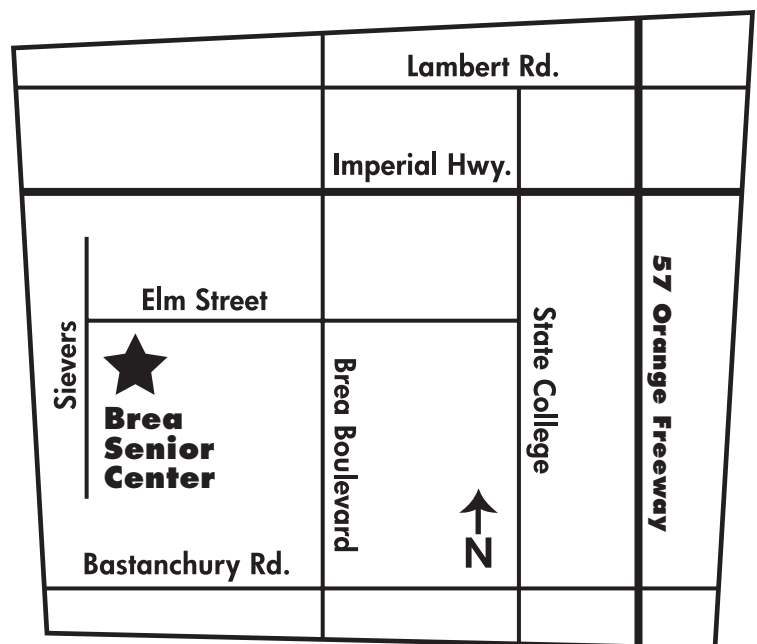 Lambert Rd.
Imperial Hwy.
57 Orange Freeway
Elm Street
State College
Sievers
Brea Boulevard
Brea
Senior
Center
N
Bastanchury Rd.